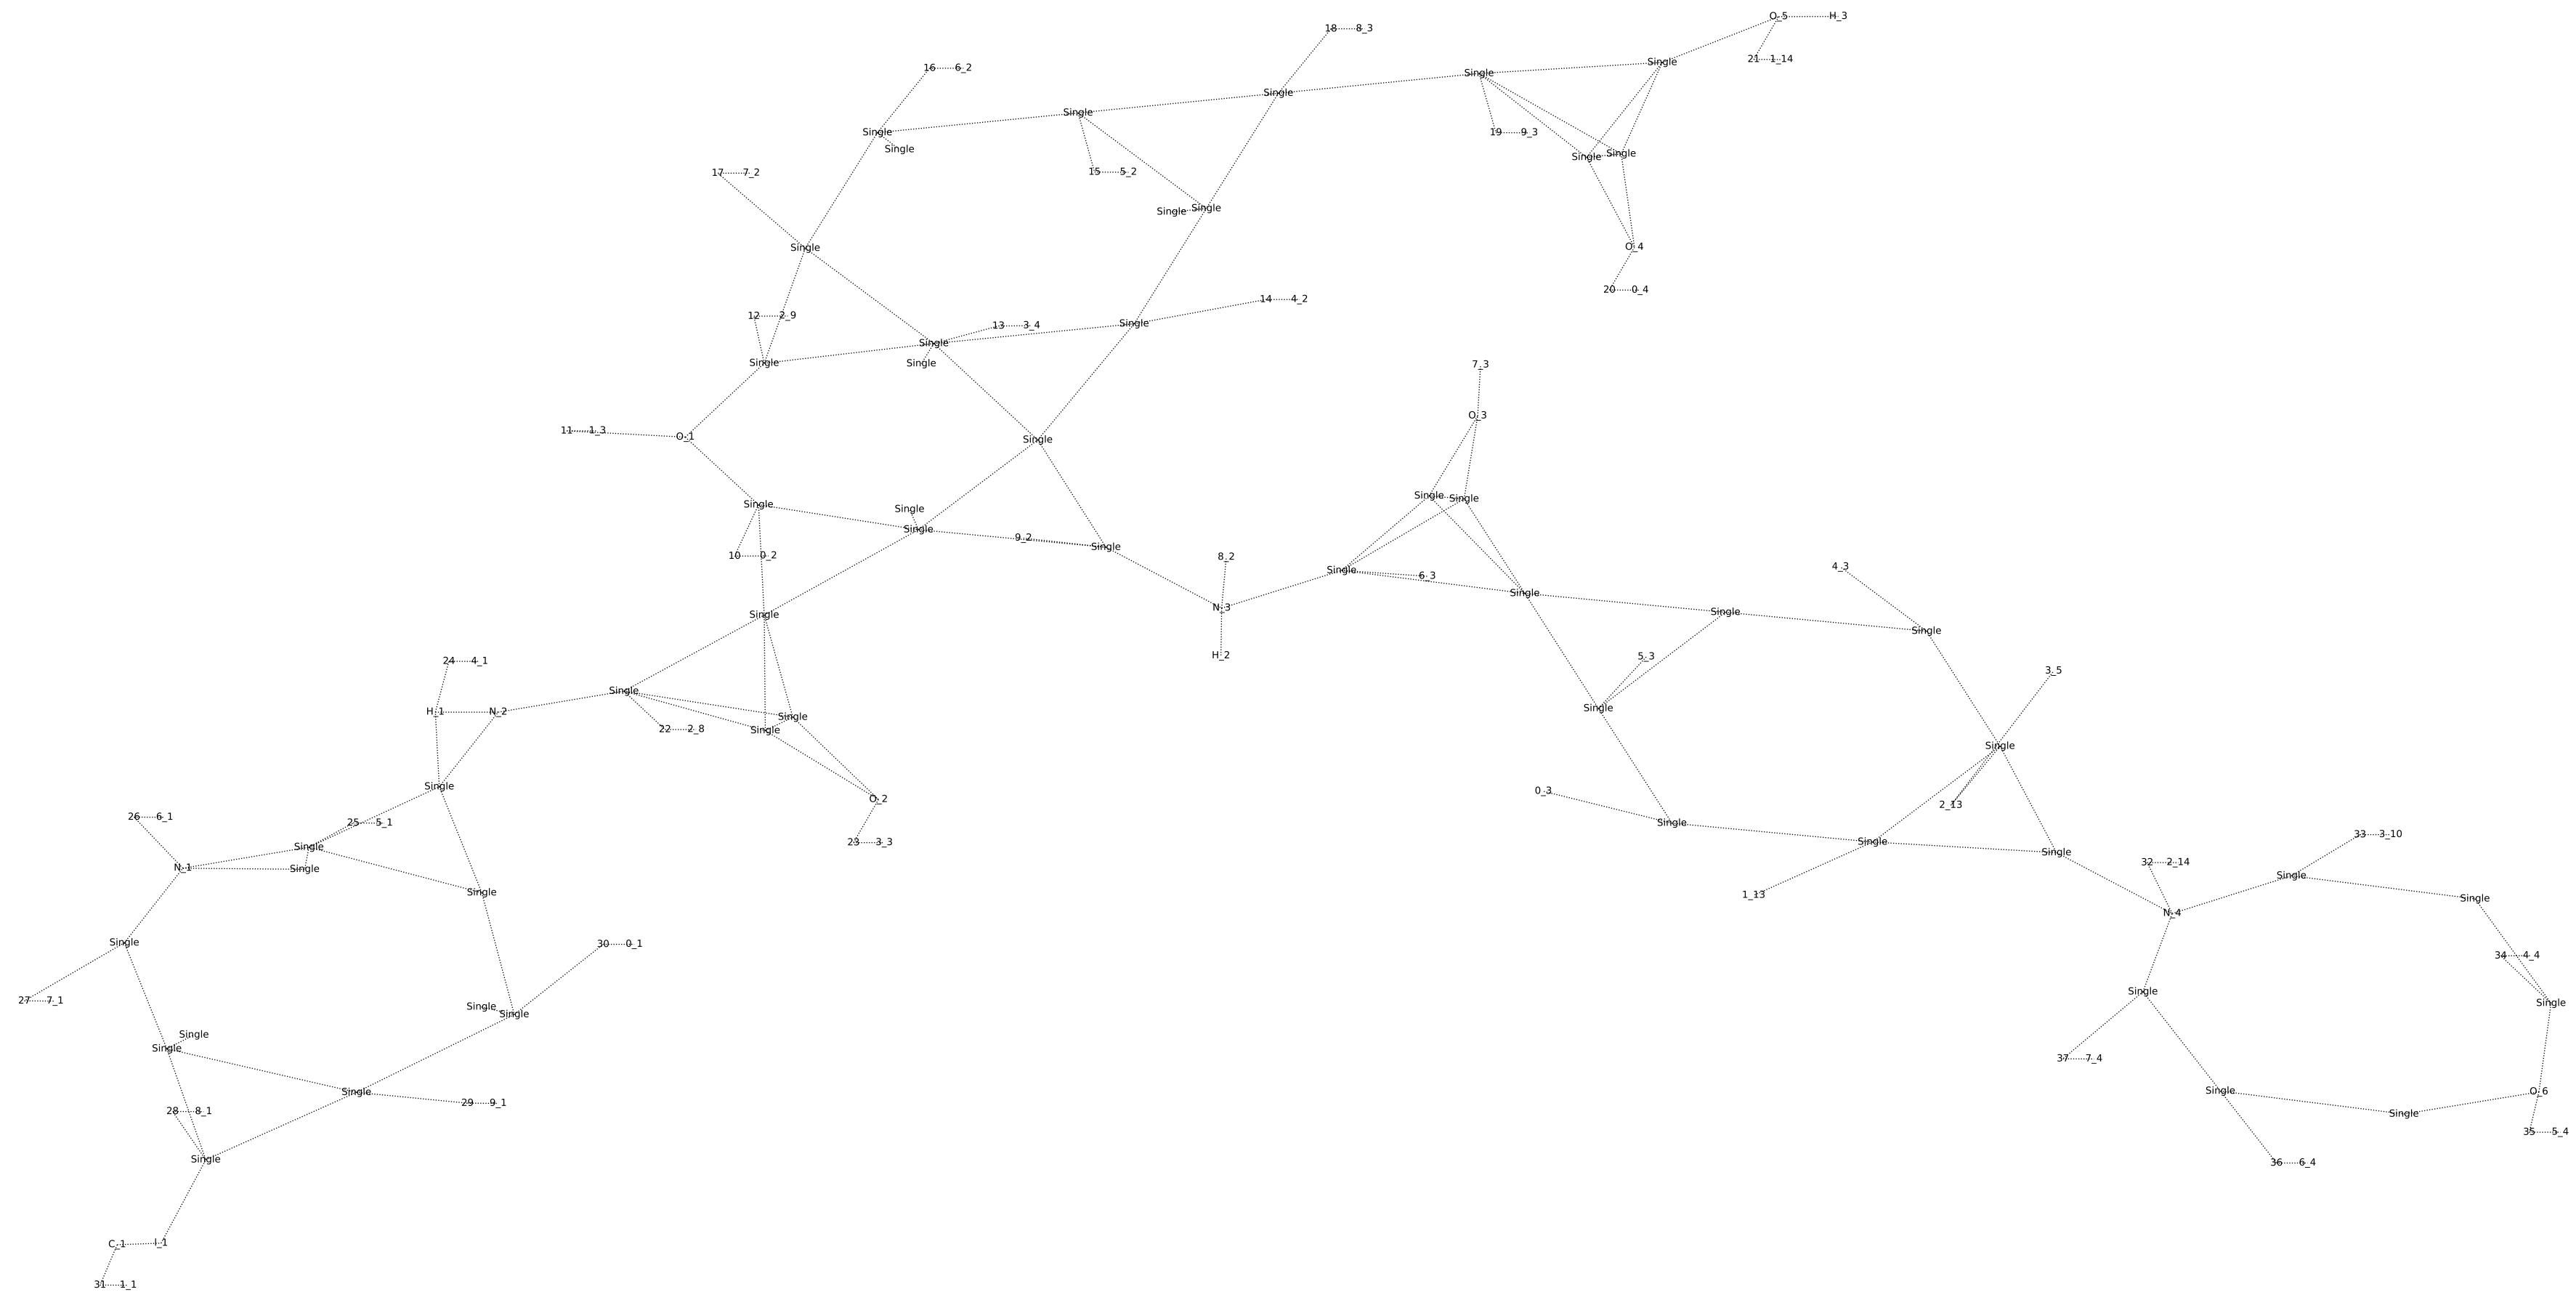 O_5 H_3
18 8_3
21 1_14
Single
16 6_2
Single
Single
Single
Single
15 5_2
19 9_3
Single
Single
Single
17 7_2
Single
Single
Single
O_4
20 0_4
14 4_2
12 2_9
13 3_4
Single
Single
Single
Single
7_3
O_3
11 1_3
O_1
Single
Single
Single
Single
Single
Single
9_2
Single
10 0_2
8_2
Single
6_3
4_3
Single
N_3
Single
Single
Single
H_2
5_3
24 4_1
3_5
Single
H_1 N_2
Single
Single
22 2_8
Single
Single
Single
0_3
O_2
2_13
26 6_1
25 5_1
Single
33 3_10
23 3_3
Single
Single
Single
32 2_14
N_1
Single
Single
Single
1_13
Single
N_4
Single
30 0_1
34 4_4
Single
27 7_1
Single
Single
Single
Single
Single
37 7_4
Single
Single
O_6
29 9_1
28 8_1
Single
35 5_4
Single
36 6_4
C_1 I_1
31 1_1